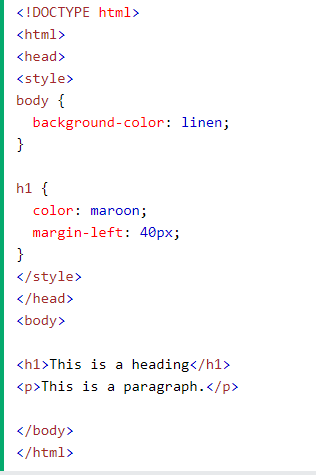 <!DOCTYPE html>
<html>
<head>
<style>
body {
  background-color: linen;
}

h1 {
  color: maroon;
  margin-left: 40px;
}
</style>
</head>
<body>

<h1>This is a heading</h1>
<p>This is a paragraph.</p>

</body>
</html>